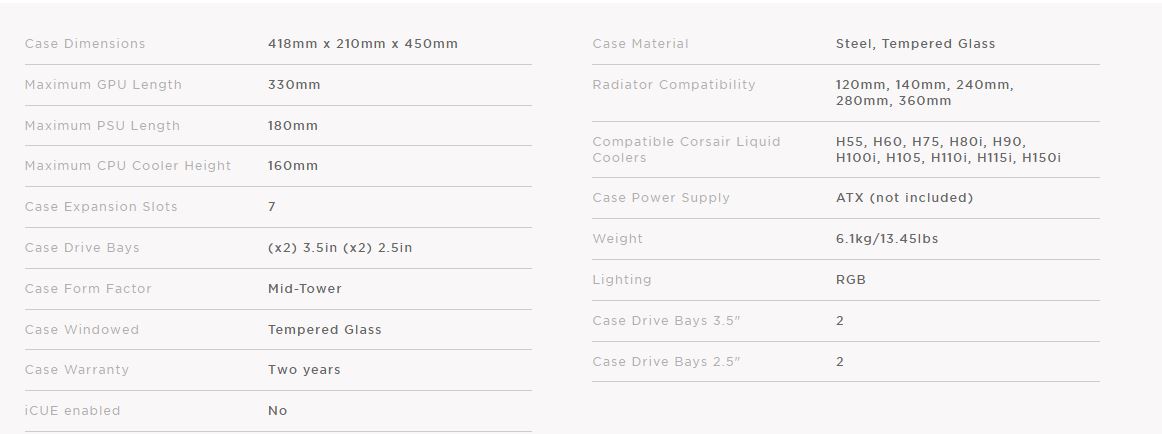 Case Dimensions 418mm x 210mm x 450mm
Maximum GPU Length 330mm
Maximum PSU Length 180mm
Maximum CPU Cooler Height 160mm
Case Expansion Slots 7
Case Drive Bays (x2) 3.5in (x2) 2.5in
Case Form Factor Mid-Tower
Case Windowed Tempered Glass
Case Warranty Two years
iCUE enabled No
Case Material Steel, Tempered Glass
Radiator Compatibility 120mm, 140mm, 240mm,
280mm, 360mm
Compatible Corsair Liquid H55, H60, H75, H80i, H90,
Coolers H100i, H105, H110i, H115i, H150i
Case Power Supply ATX (not included)
Weight 6.1kg/13.45lbs
Lighting RGB
Case Drive Bays 3.5" 2
Case Drive Bays 2.5" 2